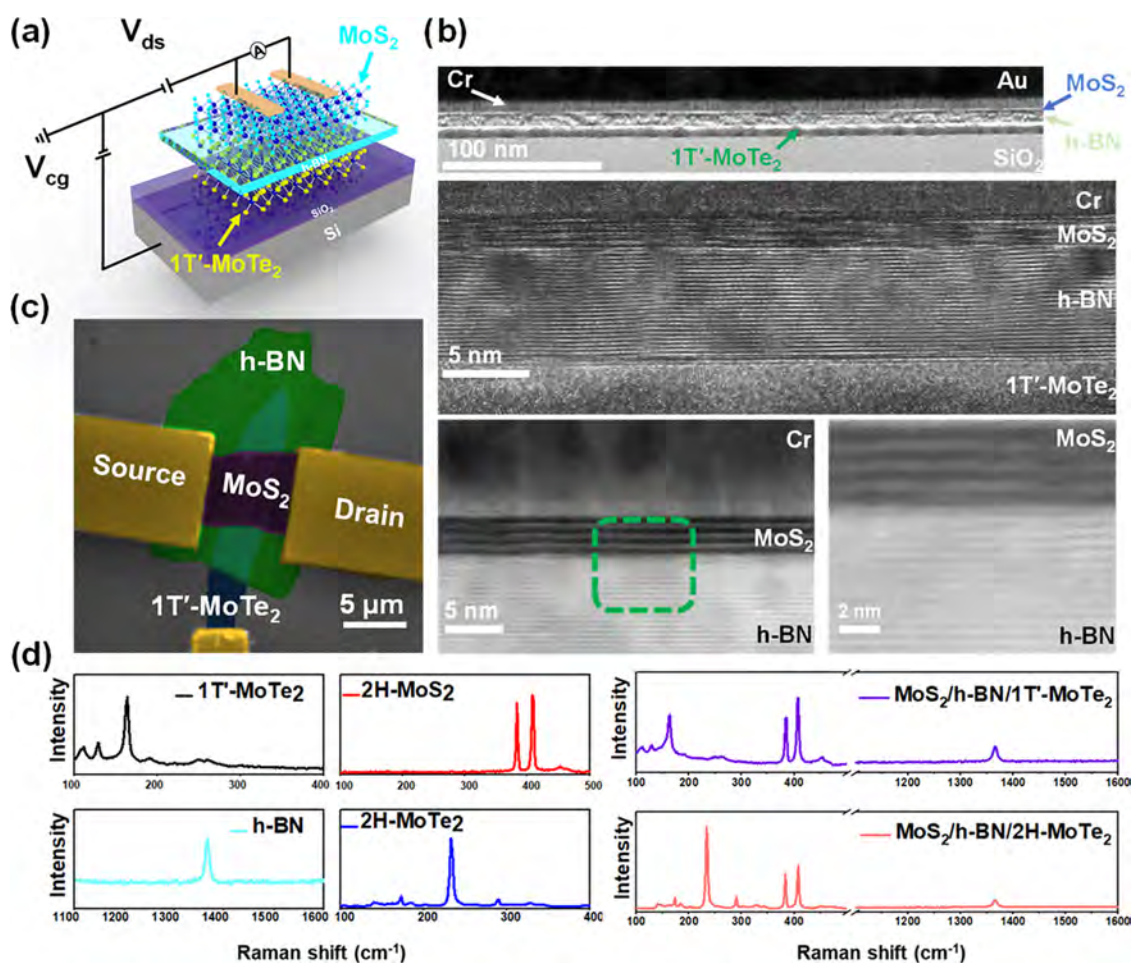 (a)
V_ds
A
MoS₂
h-BN
V_cg
SiO₂
Si
1T′-MoTe₂
(b)
Cr
Au
MoS₂
h-BN
100 nm
1T′-MoTe₂
SiO₂
Cr
MoS₂
h-BN
5 nm
1T′-MoTe₂
Cr
MoS₂
5 nm
h-BN
MoS₂
2 nm
h-BN
(c)
h-BN
Source
MoS₂
Drain
1T′-MoTe₂
5 μm
(d)
Intensity
1T'-MoTe2
100 200 300 400
2H-MoS₂
100 200 300 400 500
Intensity
MoS₂/h-BN/1T'-MoTe₂
100 200 300 400 1200 1300 1400 1500 1600
Intensity
h-BN
1100 1200 1300 1400 1500 1600
2H-MoTe₂
100 200 300 400
Intensity
MoS₂/h-BN/2H-MoTe₂
100 200 300 400 1200 1300 1400 1500 1600
Raman shift (cm⁻¹)
Raman shift (cm⁻¹)